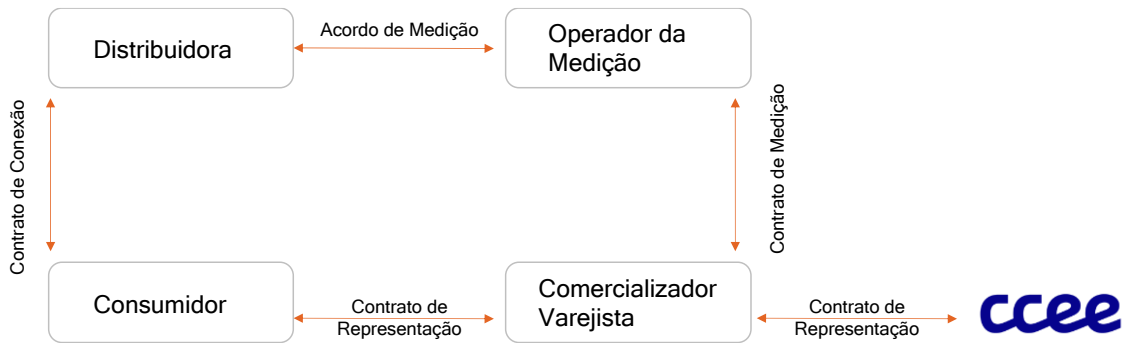 Distribuidora
Acordo de Medição
Operador da
Medição
Contrato de Conexão
Contrato de Medição
Consumidor
Contrato de
Representação
Comercializador
Varejista
Contrato de
Representação
ccee